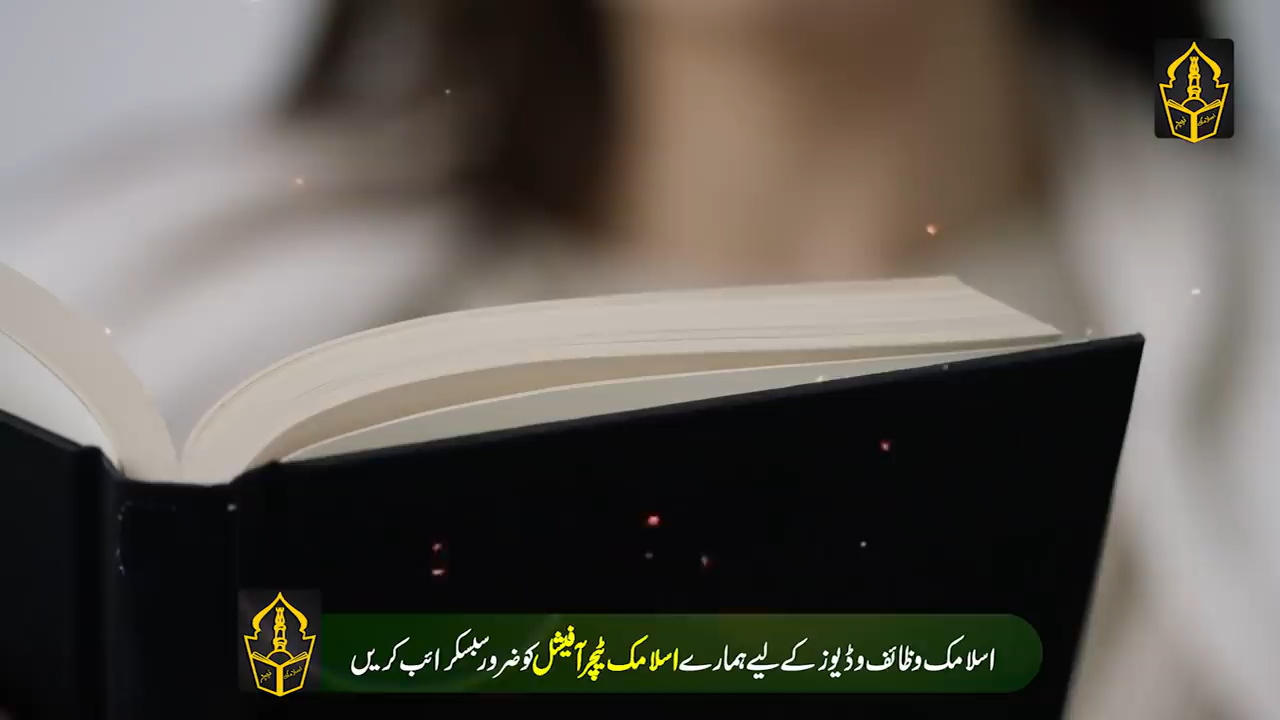 اسلامک وظائف وڈیوز کے لیے ہمارے اسلامک ٹیچر آفیشل کو ضرور سبسکرائب کریں